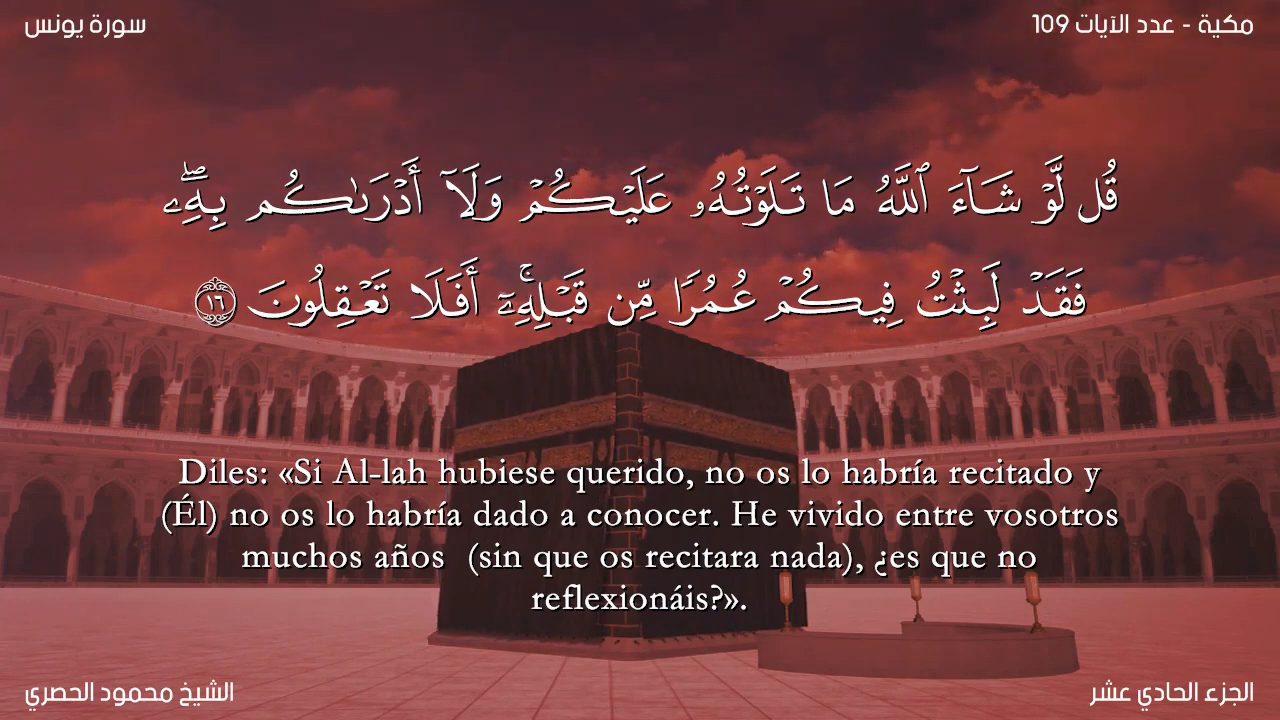 مكية - عدد الآيات 109
سورة يونس
قُل لَّوْ شَآءَ ٱللَّهُ مَا تَلَوْتُهُۥ عَلَيْكُمْ وَلَآ أَدْرَىٰكُم بِهِۦۖ
فَقَدْ لَبِثْتُ فِيكُمْ عُمُرًا مِّن قَبْلِهِۦٓۚ أَفَلَا تَعْقِلُونَ ١٦
Diles: «Si Al-lah hubiese querido, no os lo habría recitado y
(Él) no os lo habría dado a conocer. He vivido entre vosotros
muchos años (sin que os recitara nada), ¿es que no
reflexionáis?».
الجزء الحادي عشر
الشيخ محمود الحصري